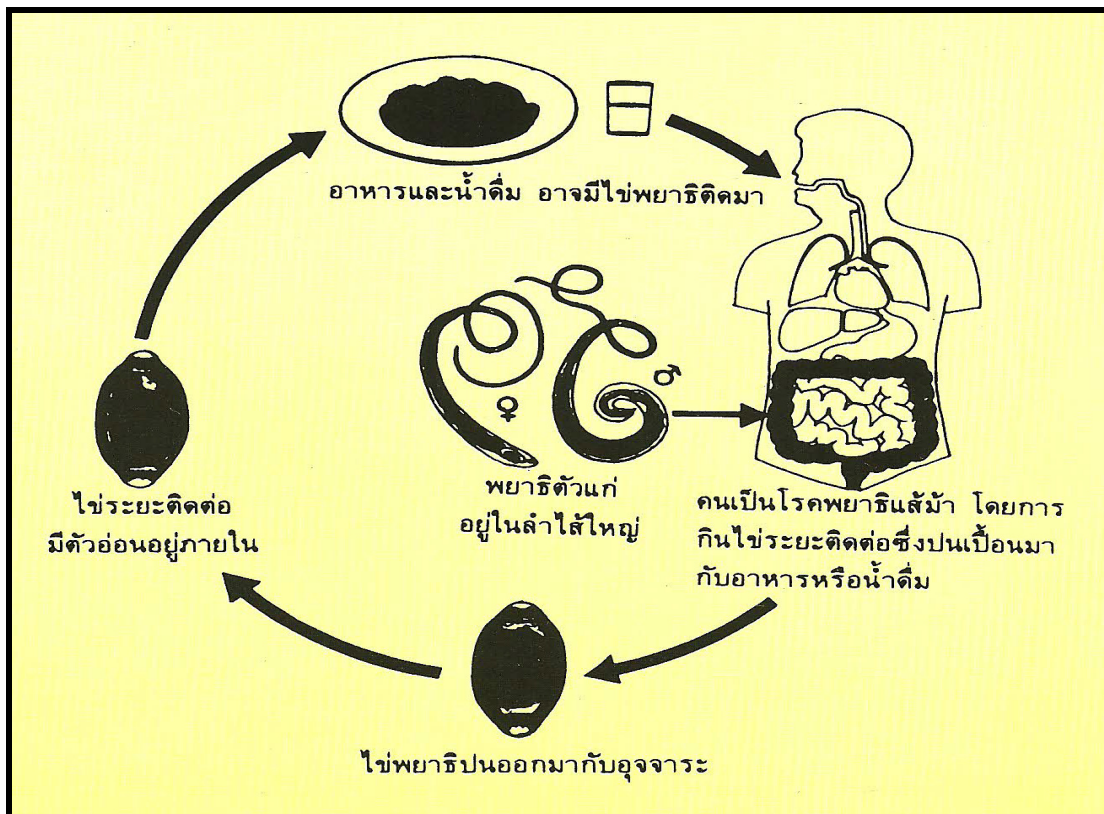 อาหารและน้ำดื่ม อาจมีไข่พยาธิติดมา
♀
♂
พยาธิตัวแก่
อยู่ในลำไส้ใหญ่
คนเป็นโรคพยาธิแส้ม้า โดยการ
กินไข่ระยะติดต่อซึ่งปนเปื้อนมา
กับอาหารหรือน้ำดื่ม
ไข่ระยะติดต่อ
มีตัวอ่อนอยู่ภายใน
ไข่พยาธิปนออกมากับอุจจาระ